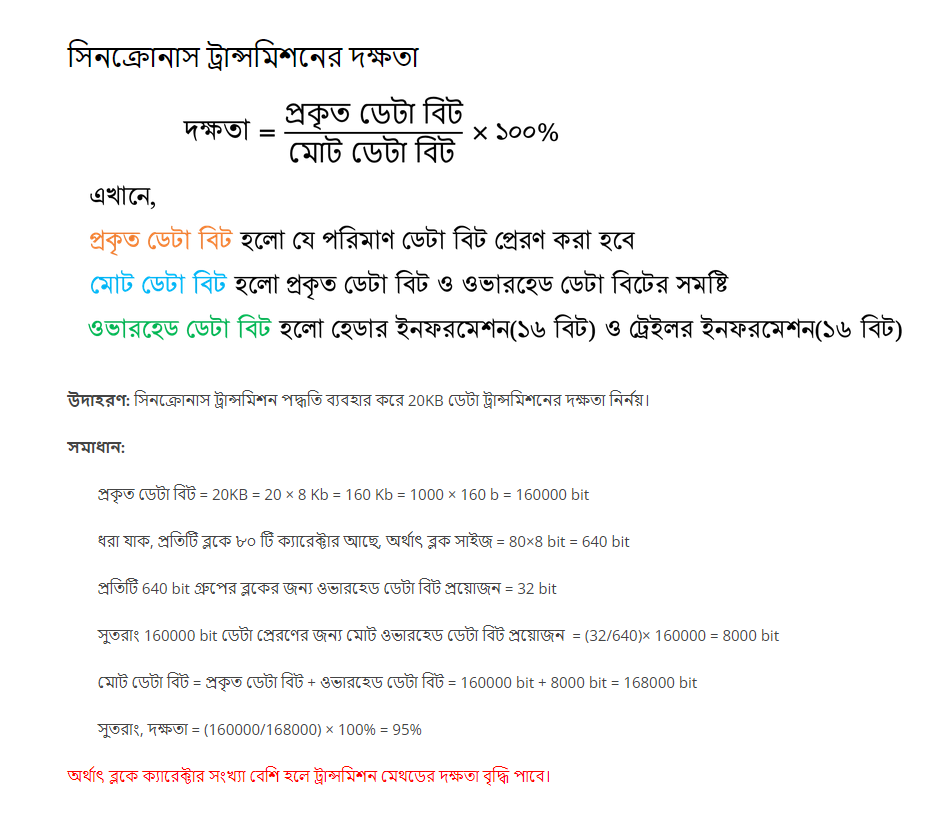 সিনক্রোনাস ট্রান্সমিশনের দক্ষতা
দক্ষতা = প্রকৃত ডেটা বিট / মোট ডেটা বিট × ১০০%
এখানে,
প্রকৃত ডেটা বিট হলো যে পরিমাণ ডেটা বিট প্রেরণ করা হবে
মোট ডেটা বিট হলো প্রকৃত ডেটা বিট ও ওভারহেড ডেটা বিটের সমষ্টি
ওভারহেড ডেটা বিট হলো হেডার ইনফরমেশন(১৬ বিট) ও ট্রেইলর ইনফরমেশন(১৬ বিট)
উদাহরণ: সিনক্রোনাস ট্রান্সমিশন পদ্ধতি ব্যবহার করে 20KB ডেটা ট্রান্সমিশনের দক্ষতা নির্নয়।
সমাধান:
প্রকৃত ডেটা বিট = 20KB = 20 × 8 Kb = 160 Kb = 1000 × 160 b = 160000 bit
ধরা যাক, প্রতিটি ব্লকে ৮০ টি ক্যারেক্টার আছে, অর্থাৎ ব্লক সাইজ = 80×8 bit = 640 bit
প্রতিটি 640 bit গ্রুপের ব্লকের জন্য ওভারহেড ডেটা বিট প্রয়োজন = 32 bit
সুতরাং 160000 bit ডেটা প্রেরণের জন্য মোট ওভারহেড ডেটা বিট প্রয়োজন = (32/640)× 160000 = 8000 bit
মোট ডেটা বিট = প্রকৃত ডেটা বিট + ওভারহেড ডেটা বিট = 160000 bit + 8000 bit = 168000 bit
সুতরাং, দক্ষতা = (160000/168000) × 100% = 95%
অর্থাৎ ব্লকে ক্যারেক্টার সংখ্যা বেশি হলে ট্রান্সমিশন মেথডের দক্ষতা বৃদ্ধি পাবে।